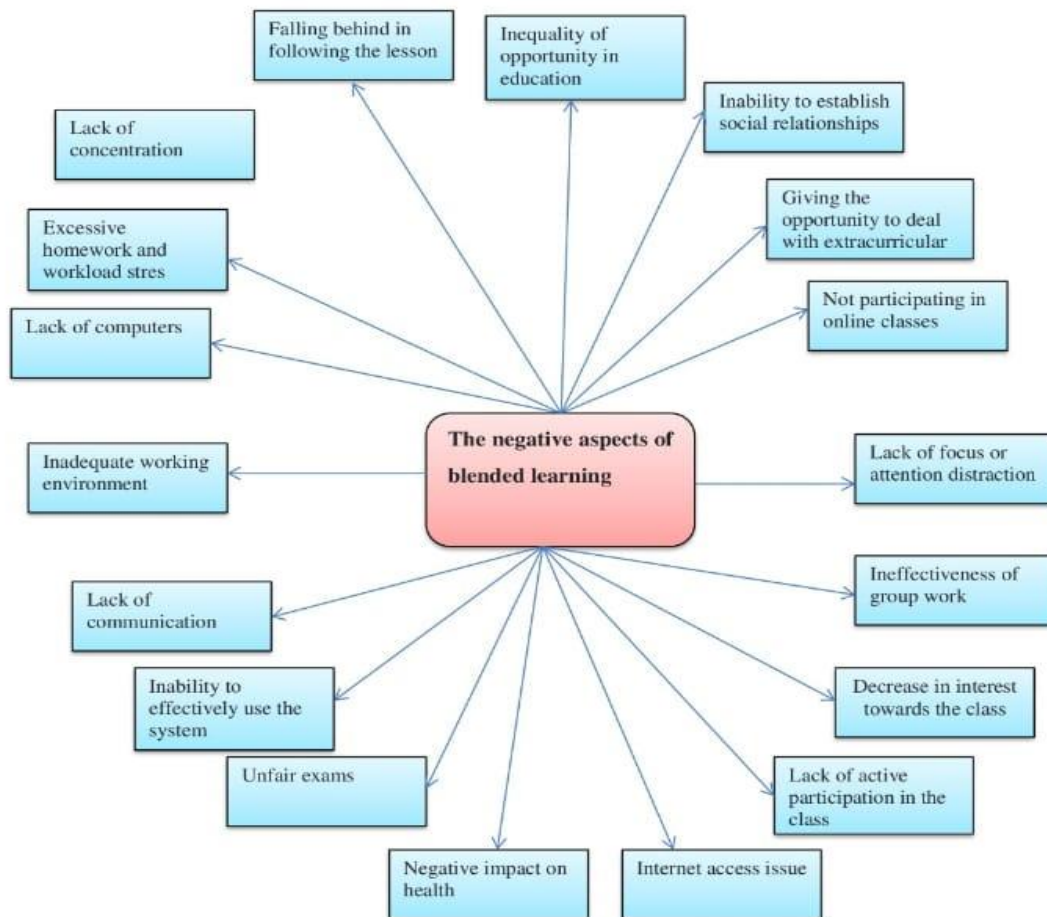 Falling behind in
following the lesson
Inequality of
opportunity in
education
Inability to establish
social relationships
Lack of
concentration
Giving the
opportunity to deal
with extracurricular
Excessive
homework and
workload stres
Not participating in
online classes
Lack of computers
The negative aspects of
blended learning
Inadequate working
environment
Lack of focus or
attention distraction
Ineffectiveness of
group work
Lack of
communication
Inability to
effectively use the
system
Decrease in interest
towards the class
Unfair exams
Lack of active
participation in the
class
Negative impact on
health
Internet access issue